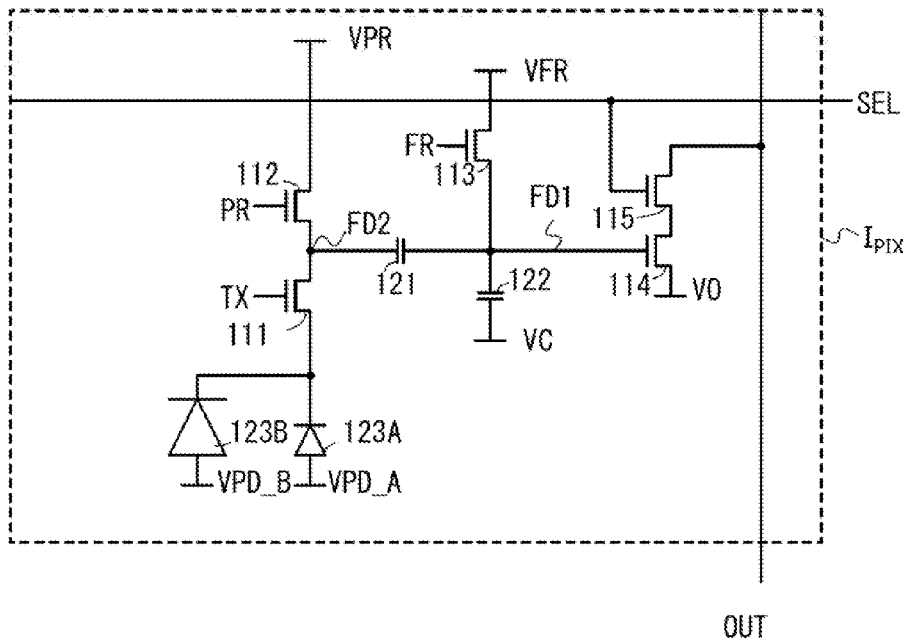 VPR
VFR
SEL
FR
113
112
PR
FD2
FD1
115
I_PIX
121
122
114
VO
TX
111
VC
123B
123A
VPD_B
VPD_A
OUT